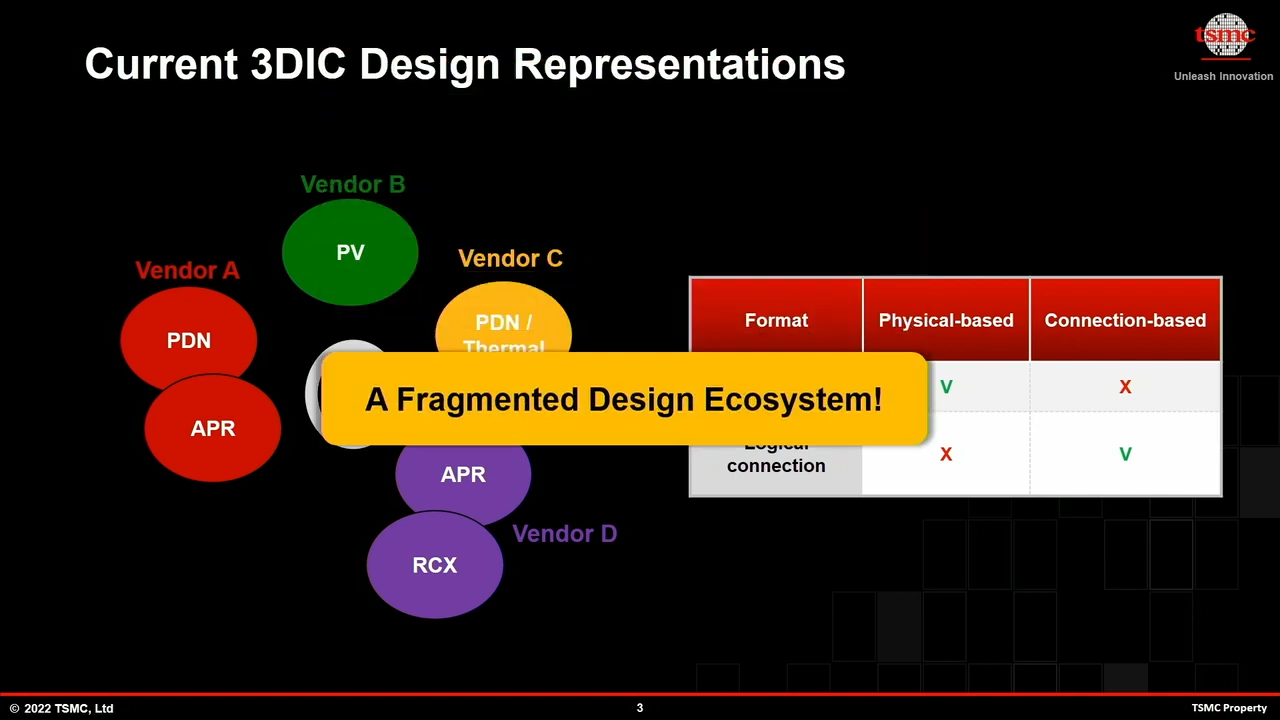 Current 3DIC Design Representations
tsmc
Unleash Innovation
Vendor B
PV
Vendor A
PDN
APR
Vendor C
PDN /
Thermal
A Fragmented Design Ecosystem!
APR
RCX
Vendor D
Format Physical-based Connection-based
V X
Logical
connection X V
© 2022 TSMC, Ltd
3
TSMC Property